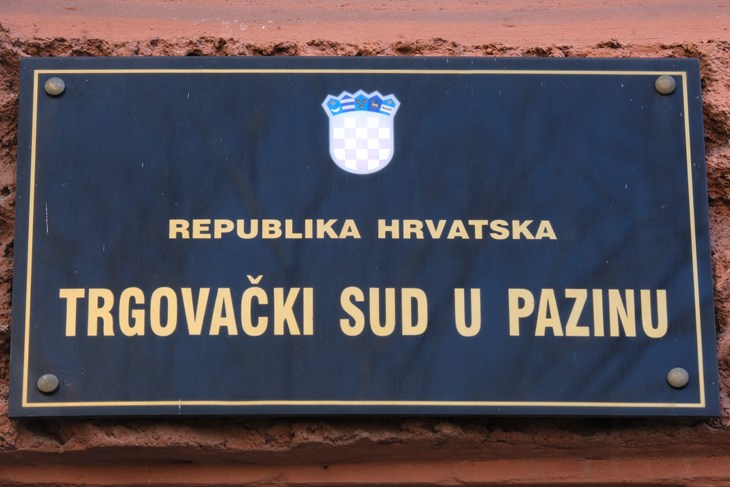 REPUBLIKA HRVATSKA
TRGOVAČKI SUD U PAZINU